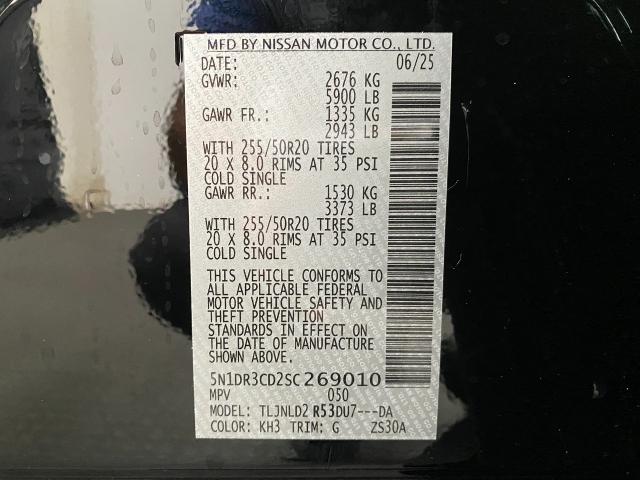 MFD BY NISSAN MOTOR CO., LTD.
DATE: 06/25
GVWR: 2676 KG
5900 LB
GAWR FR.: 1335 KG
2943 LB
WITH 255/50R20 TIRES
20 X 8.0 RIMS AT 35 PSI
COLD SINGLE
GAWR RR.: 1530 KG
3373 LB
WITH 255/50R20 TIRES
20 X 8.0 RIMS AT 35 PSI
COLD SINGLE
THIS VEHICLE CONFORMS TO
ALL APPLICABLE FEDERAL
MOTOR VEHICLE SAFETY AND
THEFT PREVENTION
STANDARDS IN EFFECT ON
DATE OF MANUFACTURE
SHOWN ABOVE.
5N1DR3CD2SC269010
MPV 050
MODEL: TLJNLD2 R53DU7---DA
COLOR: KH3 TRIM: G ZS30A